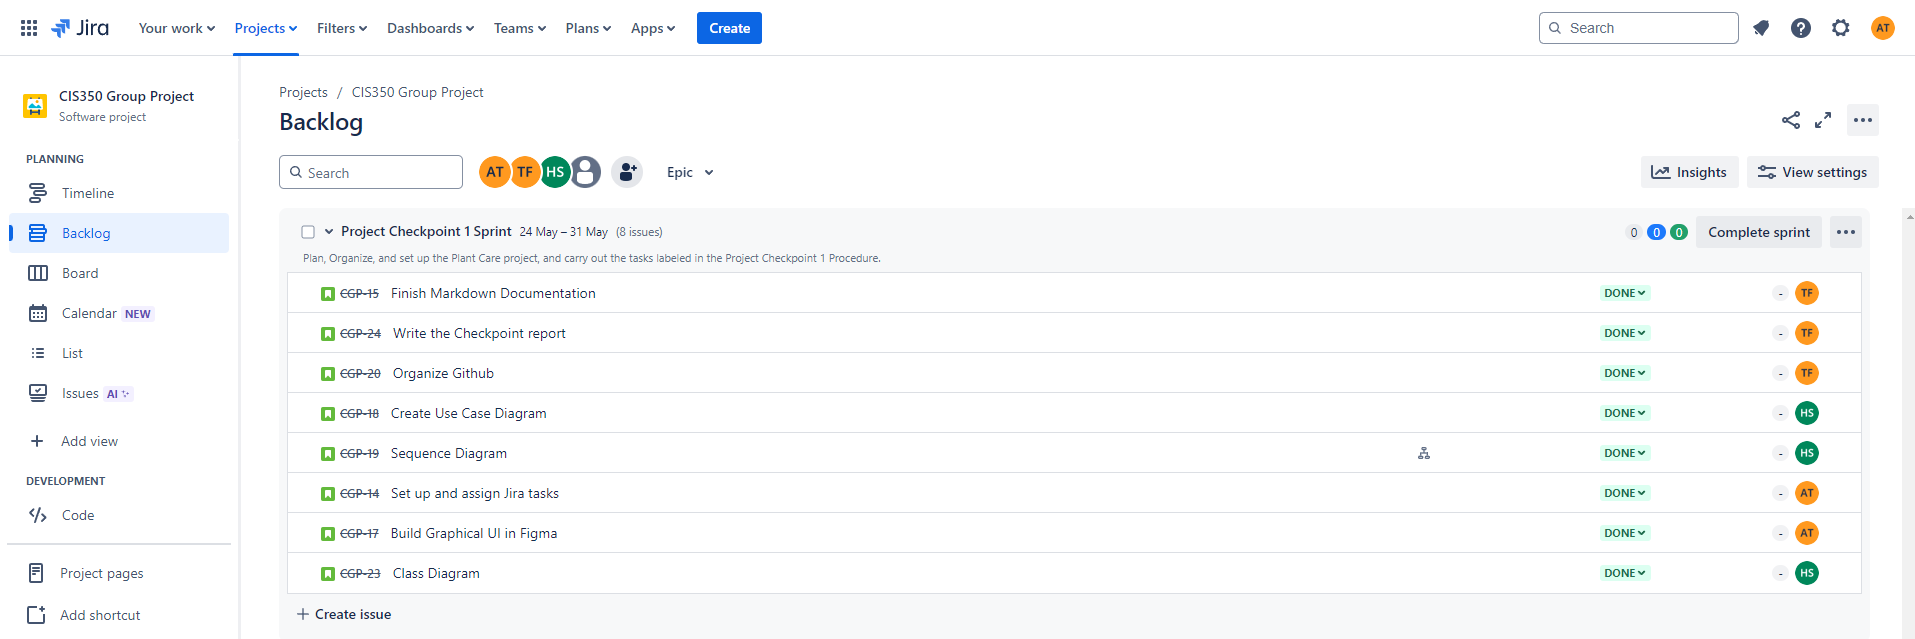 Jira Your work Projects Filters Dashboards Teams Plans Apps Create Search AT
CIS350 Group Project
Software project
PLANNING
Timeline
Backlog
Board
Calendar NEW
List
Issues AI
Add view
DEVELOPMENT
Code
Project pages
Add shortcut
Projects / CIS350 Group Project
Backlog
Search AT TF HS Epic Insights View settings
Project Checkpoint 1 Sprint 24 May – 31 May (8 issues) 0 0 0 Complete sprint
Plan, Organize, and set up the Plant Care project, and carry out the tasks labeled in the Project Checkpoint 1 Procedure.
CGP-15 Finish Markdown Documentation DONE - TF
CGP-24 Write the Checkpoint report DONE - TF
CGP-20 Organize Github DONE - TF
CGP-18 Create Use Case Diagram DONE - HS
CGP-19 Sequence Diagram DONE - HS
CGP-14 Set up and assign Jira tasks DONE - AT
CGP-17 Build Graphical UI in Figma DONE - AT
CGP-23 Class Diagram DONE - HS
Create issue